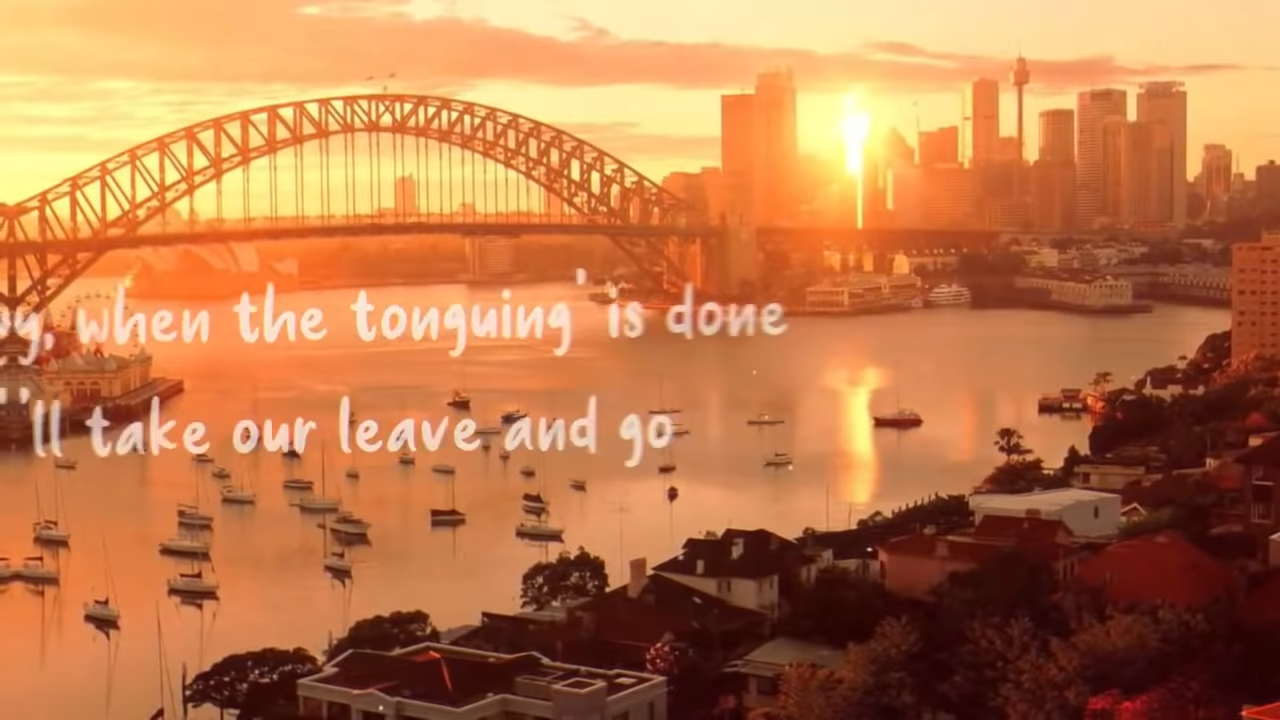 when the tonguing' is done
'll take our leave and go